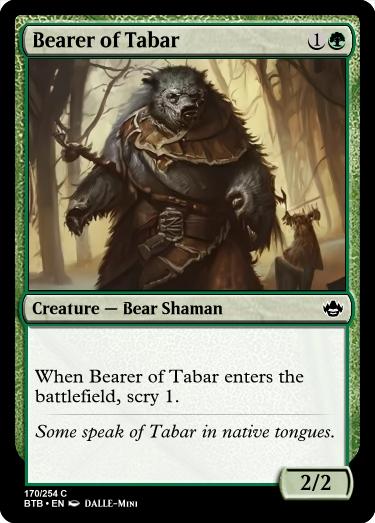 Bearer of Tabar 1
Creature — Bear Shaman
When Bearer of Tabar enters the
battlefield, scry 1.
Some speak of Tabar in native tongues.
2/2
170/254 C
BTB • EN DALLE-Mini